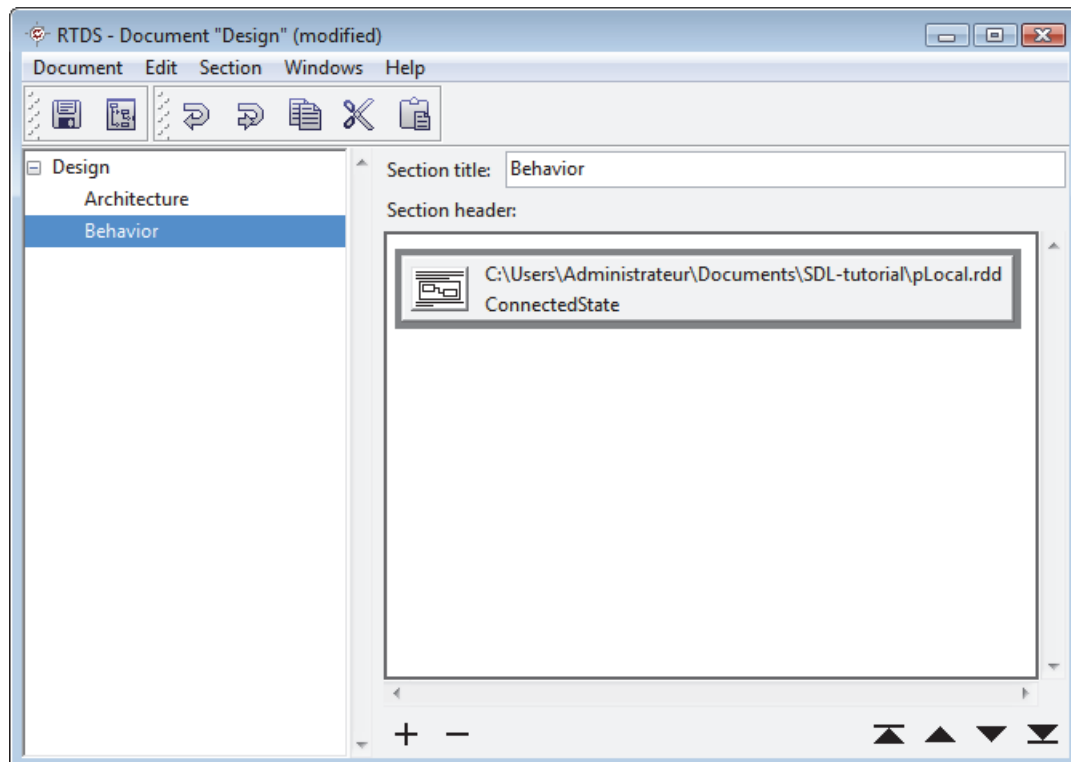 RTDS - Document "Design" (modified)
Document Edit Section Windows Help
Design
Architecture
Behavior
Section title: Behavior
Section header:
C:\Users\Administrateur\Documents\SDL-tutorial\pLocal.rdd
ConnectedState